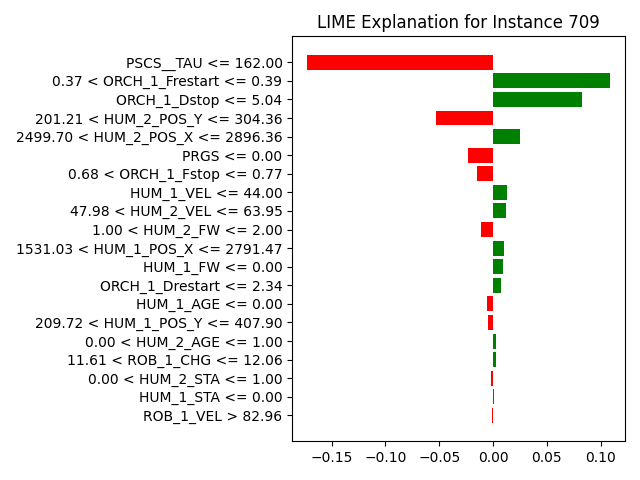 LIME Explanation for Instance 709
PSCS__TAU <= 162.00
0.37 < ORCH_1_Frestart <= 0.39
ORCH_1_Dstop <= 5.04
201.21 < HUM_2_POS_Y <= 304.36
2499.70 < HUM_2_POS_X <= 2896.36
PRGS <= 0.00
0.68 < ORCH_1_Fstop <= 0.77
HUM_1_VEL <= 44.00
47.98 < HUM_2_VEL <= 63.95
1.00 < HUM_2_FW <= 2.00
1531.03 < HUM_1_POS_X <= 2791.47
HUM_1_FW <= 0.00
ORCH_1_Drestart <= 2.34
HUM_1_AGE <= 0.00
209.72 < HUM_1_POS_Y <= 407.90
0.00 < HUM_2_AGE <= 1.00
11.61 < ROB_1_CHG <= 12.06
0.00 < HUM_2_STA <= 1.00
HUM_1_STA <= 0.00
ROB_1_VEL > 82.96
−0.15 −0.10 −0.05 0.00 0.05 0.10